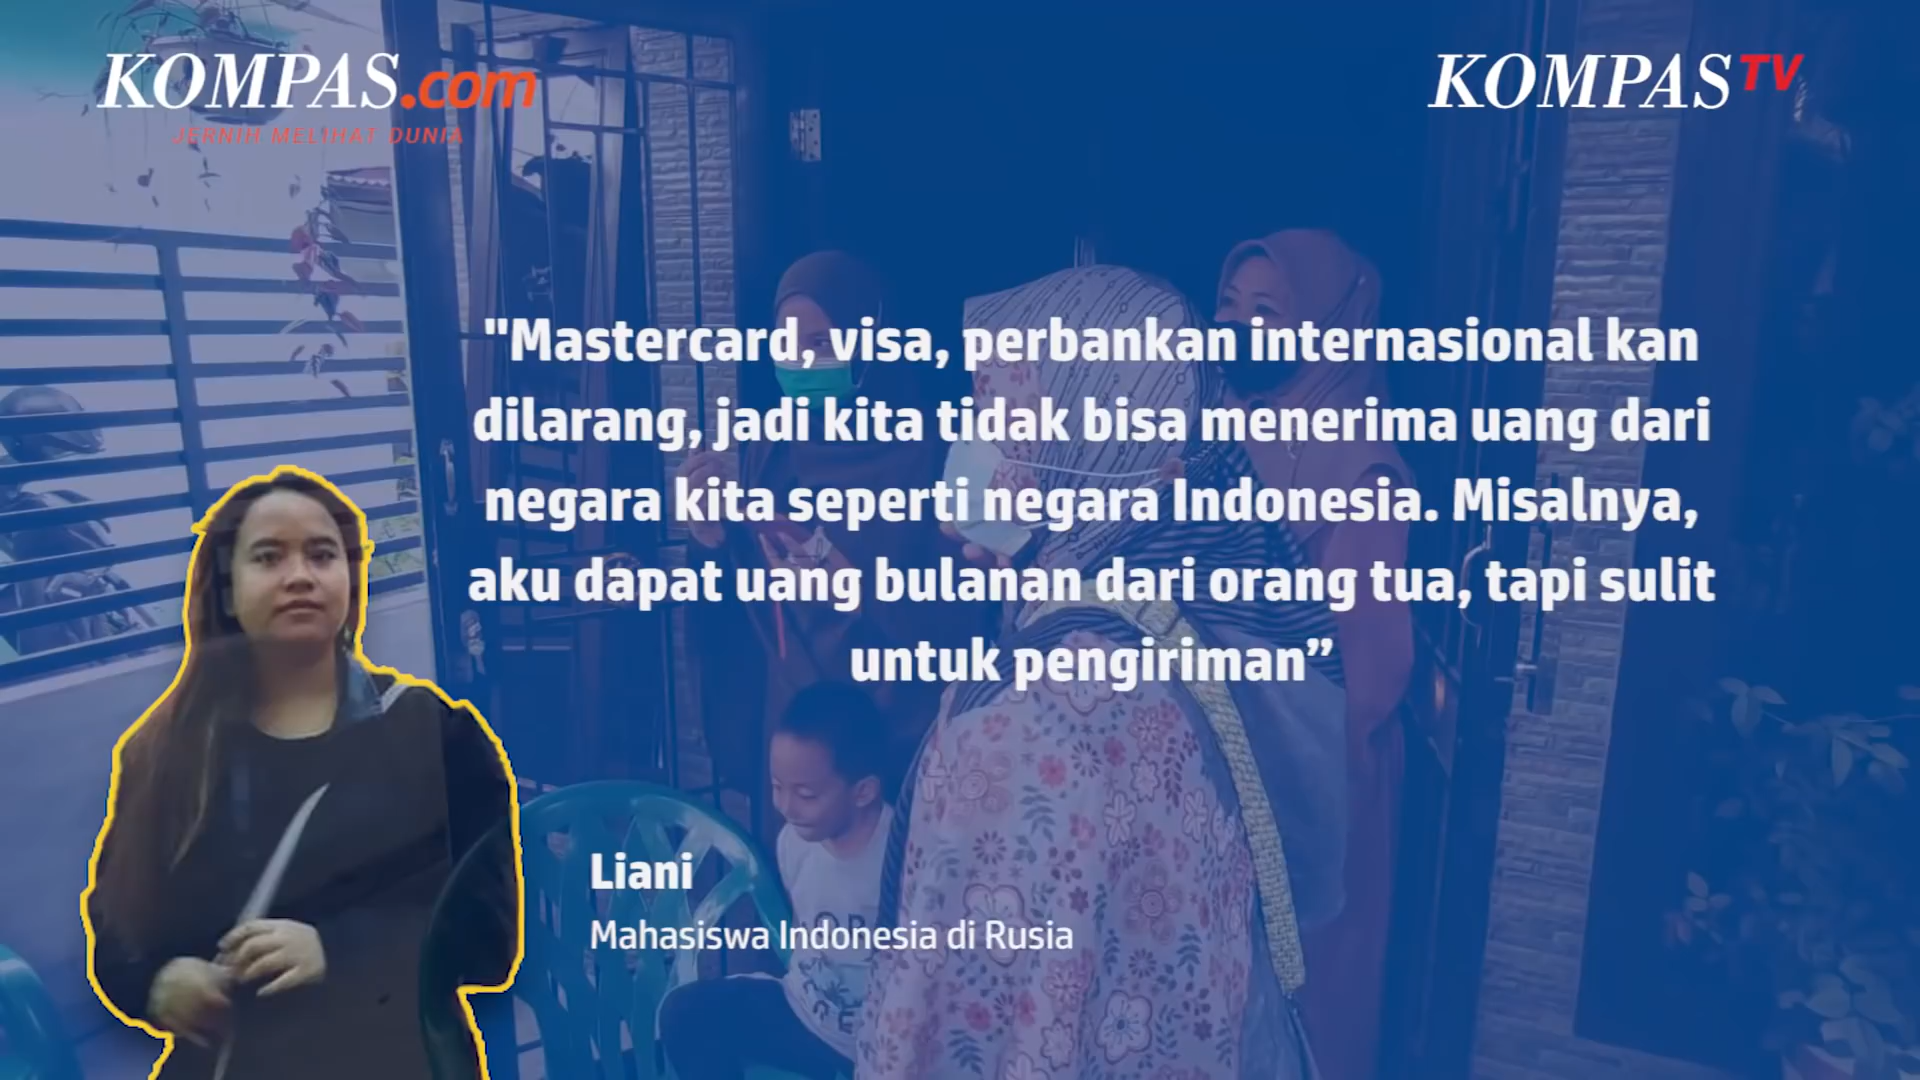 KOMPAS.com
JERNIH MELIHAT DUNIA
KOMPASTV
"Mastercard, visa, perbankan internasional kan
dilarang, jadi kita tidak bisa menerima uang dari
negara kita seperti negara Indonesia. Misalnya,
aku dapat uang bulanan dari orang tua, tapi sulit
untuk pengiriman”
Liani
Mahasiswa Indonesia di Rusia